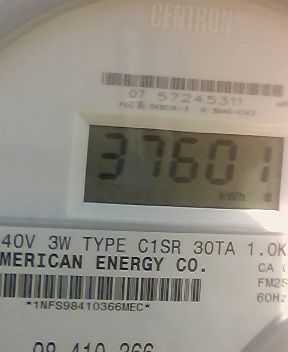 CENTRON
07 57245311
37601
kWh
40V 3W TYPE C1SR 30TA 1.0K
MERICAN ENERGY CO.
CA
FM2S
60Hz
*1NFS98410366MEC*
98 410 366